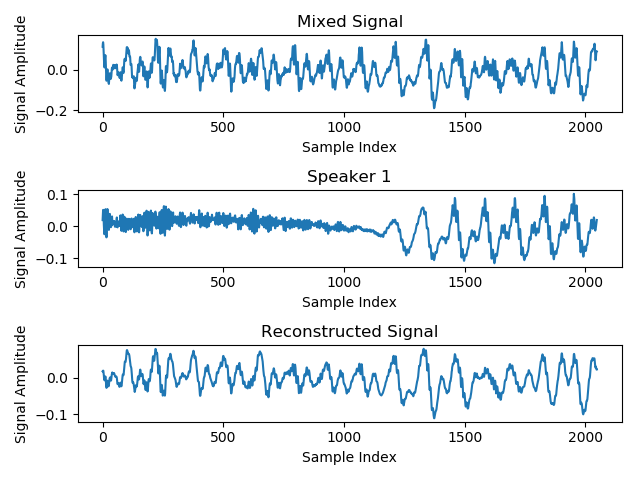 Mixed Signal
Signal Amplitude
0.0
−0.2
0 500 1000 1500 2000
Sample Index
Speaker 1
Signal Amplitude
0.1
0.0
−0.1
0 500 1000 1500 2000
Sample Index
Reconstructed Signal
Signal Amplitude
0.0
−0.1
0 500 1000 1500 2000
Sample Index